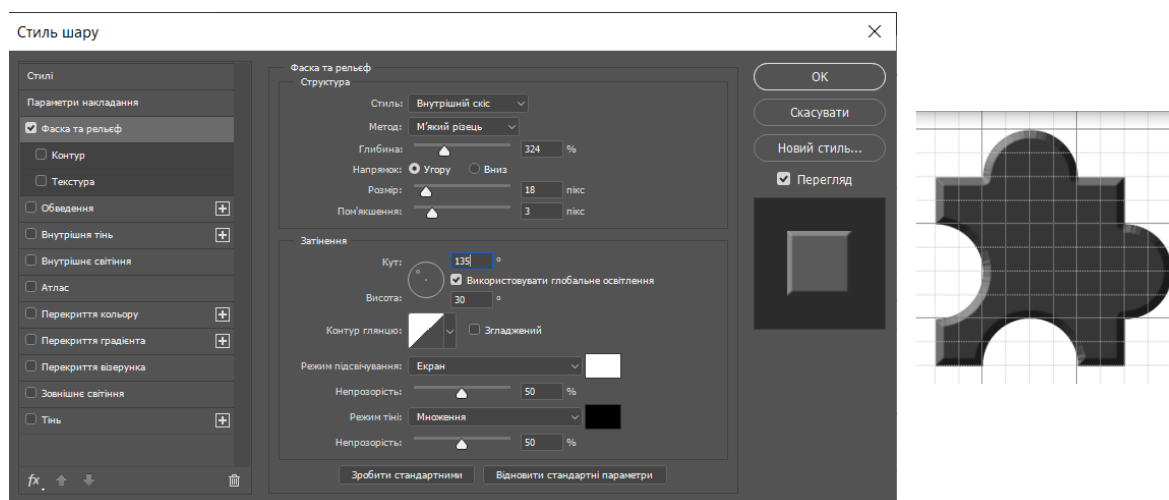 Стиль шару
Стилі
Параметри накладання
Фаска та рельєф
Контур
Текстура
Обведення
Внутрішня тінь
Внутрішнє світіння
Атлас
Перекриття кольору
Перекриття градієнта
Перекриття візерунка
Зовнішнє світіння
Тінь
fx
Фаска та рельєф
Структура
Стиль: Внутрішній скіс
Метод: М'який різець
Глибина: 324 %
Напрямок: Угору Вниз
Розмір: 18 пікс
Пом'якшення: 3 пікс
Затінення
Кут: 135 °
Використовувати глобальне освітлення
Висота: 30 °
Контур глянцю: Згладжений
Режим підсвічування: Екран
Непрозорість: 50 %
Режим тіні: Множення
Непрозорість: 50 %
Зробити стандартними Відновити стандартні параметри
OK
Скасувати
Новий стиль...
Перегляд